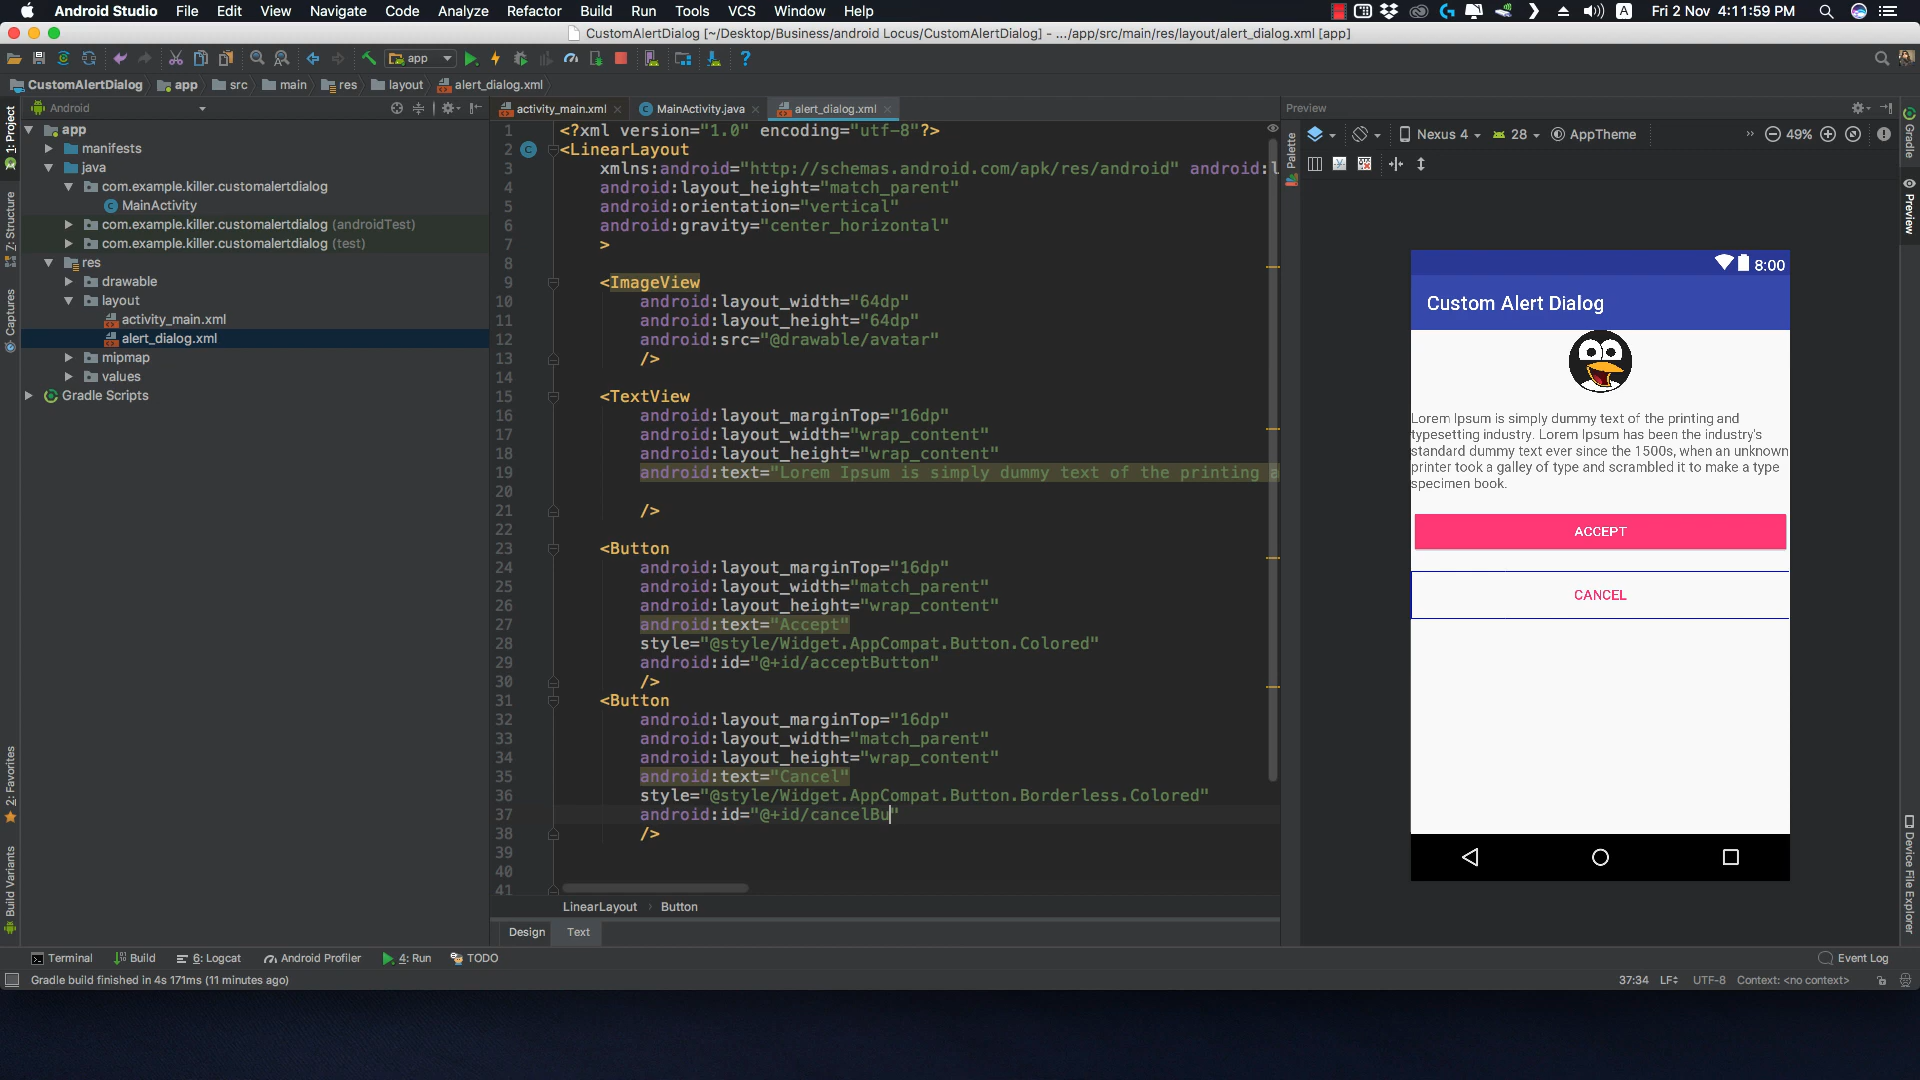 Android Studio File Edit View Navigate Code Analyze Refactor Build Run Tools VCS Window Help A Fri 2 Nov 4:11:59 PM
CustomAlertDialog [~/Desktop/Business/android Locus/CustomAlertDialog] - .../app/src/main/res/layout/alert_dialog.xml [app]
app
CustomAlertDialog app src main res layout alert_dialog.xml
Android
activity_main.xml MainActivity.java alert_dialog.xml
Preview
1: Project
Z: Structure
Captures
2: Favorites
Build Variants
app
manifests
java
com.example.killer.customalertdialog
MainActivity
com.example.killer.customalertdialog (androidTest)
com.example.killer.customalertdialog (test)
res
drawable
layout
activity_main.xml
alert_dialog.xml
mipmap
values
Gradle Scripts
1 <?xml version="1.0" encoding="utf-8"?>
2 <LinearLayout
3 xmlns:android="http://schemas.android.com/apk/res/android" android:l
4 android:layout_height="match_parent"
5 android:orientation="vertical"
6 android:gravity="center_horizontal"
7 >
8
9 <ImageView
10 android:layout_width="64dp"
11 android:layout_height="64dp"
12 android:src="@drawable/avatar"
13 />
14
15 <TextView
16 android:layout_marginTop="16dp"
17 android:layout_width="wrap_content"
18 android:layout_height="wrap_content"
19 android:text="Lorem Ipsum is simply dummy text of the printing a
20
21 />
22
23 <Button
24 android:layout_marginTop="16dp"
25 android:layout_width="match_parent"
26 android:layout_height="wrap_content"
27 android:text="Accept"
28 style="@style/Widget.AppCompat.Button.Colored"
29 android:id="@+id/acceptButton"
30 />
31 <Button
32 android:layout_marginTop="16dp"
33 android:layout_width="match_parent"
34 android:layout_height="wrap_content"
35 android:text="Cancel"
36 style="@style/Widget.AppCompat.Button.Borderless.Colored"
37 android:id="@+id/cancelBu"
38 />
39
40
41
LinearLayout › Button
Design Text
Palette
Nexus 4 28 AppTheme » 49%
8:00
Custom Alert Dialog
Lorem Ipsum is simply dummy text of the printing and
typesetting industry. Lorem Ipsum has been the industry's
standard dummy text ever since the 1500s, when an unknown
printer took a galley of type and scrambled it to make a type
specimen book.
ACCEPT
CANCEL
Gradle
Preview
Device File Explorer
Terminal Build 6: Logcat Android Profiler 4: Run TODO Event Log
Gradle build finished in 4s 171ms (11 minutes ago) 37:34 LF UTF-8 Context: <no context>